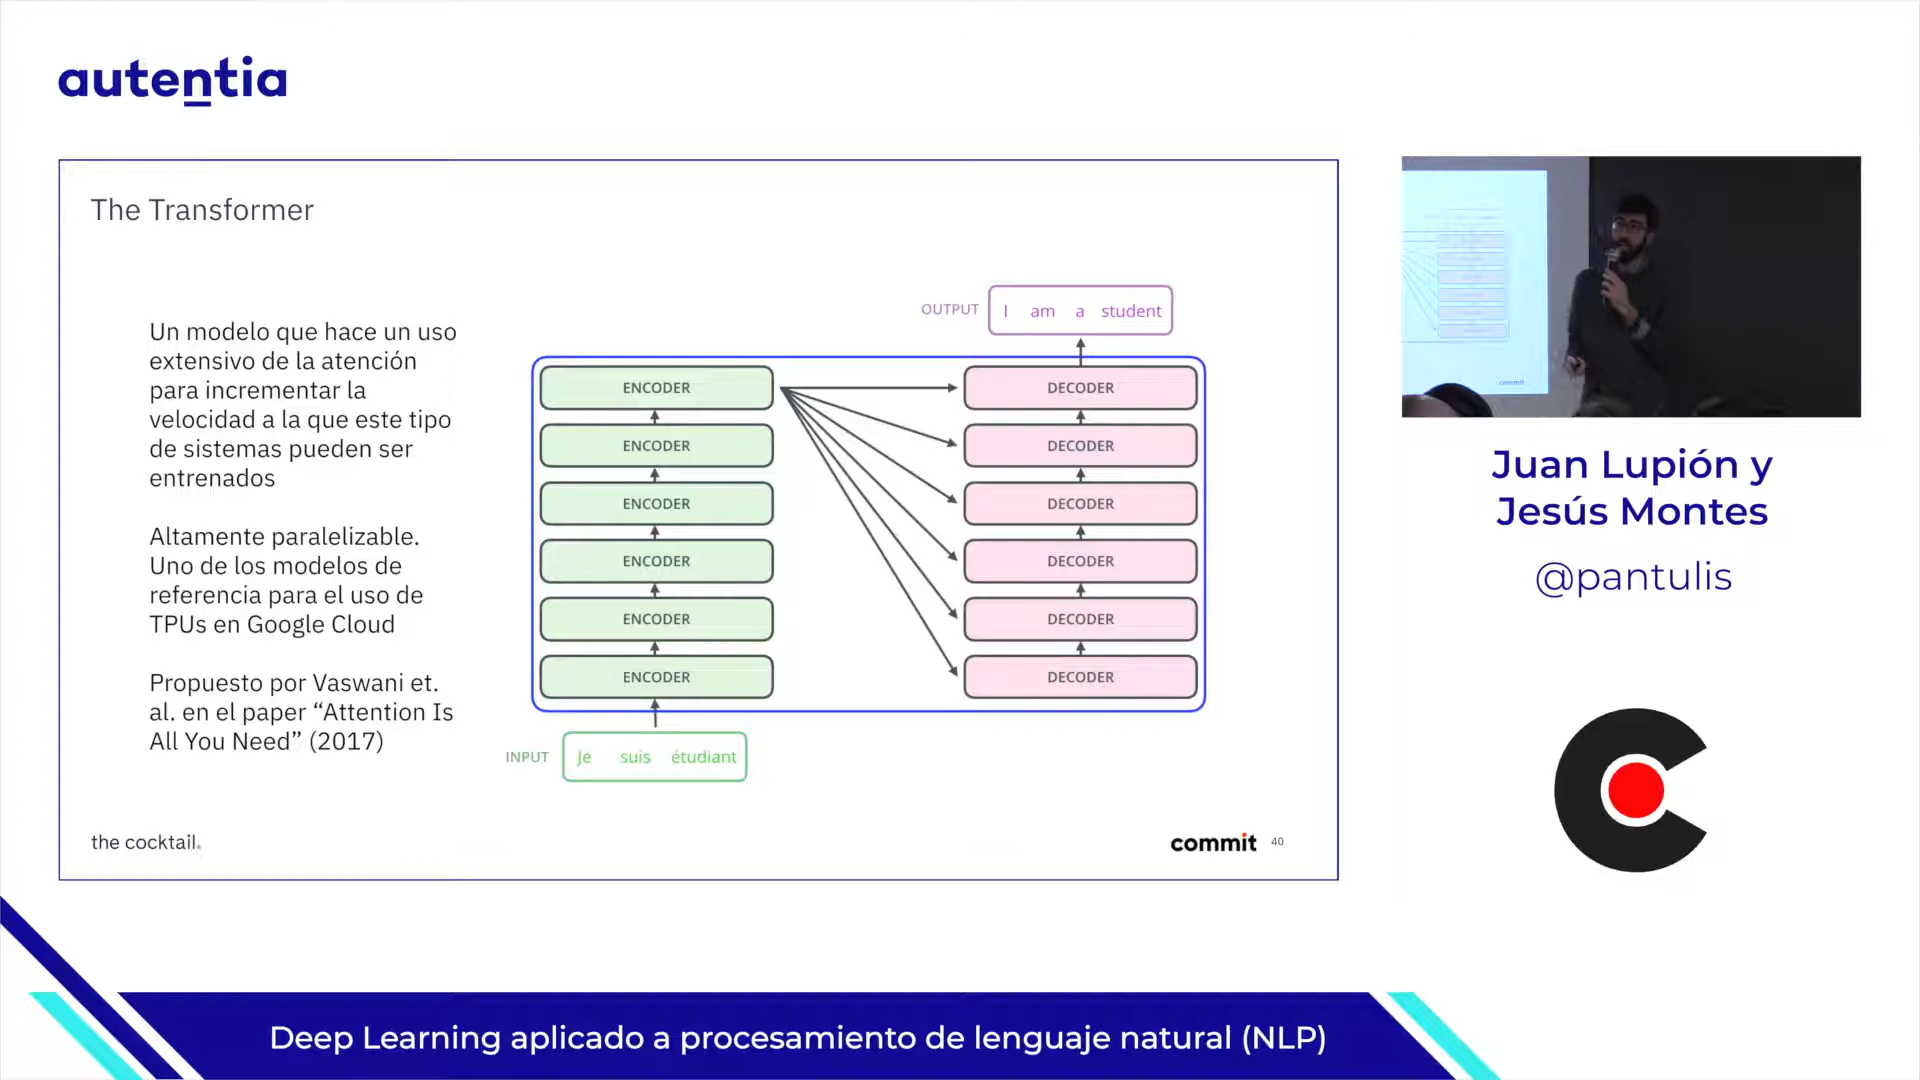 autentia
The Transformer
Un modelo que hace un uso
extensivo de la atención
para incrementar la
velocidad a la que este tipo
de sistemas pueden ser
entrenados
Altamente paralelizable.
Uno de los modelos de
referencia para el uso de
TPUs en Google Cloud
Propuesto por Vaswani et.
al. en el paper “Attention Is
All You Need” (2017)
OUTPUT
I am a student
ENCODER
ENCODER
ENCODER
ENCODER
ENCODER
ENCODER
DECODER
DECODER
DECODER
DECODER
DECODER
DECODER
INPUT
Je suis étudiant
the cocktail.
commit 40
commit
Juan Lupión y
Jesús Montes
@pantulis
Deep Learning aplicado a procesamiento de lenguaje natural (NLP)